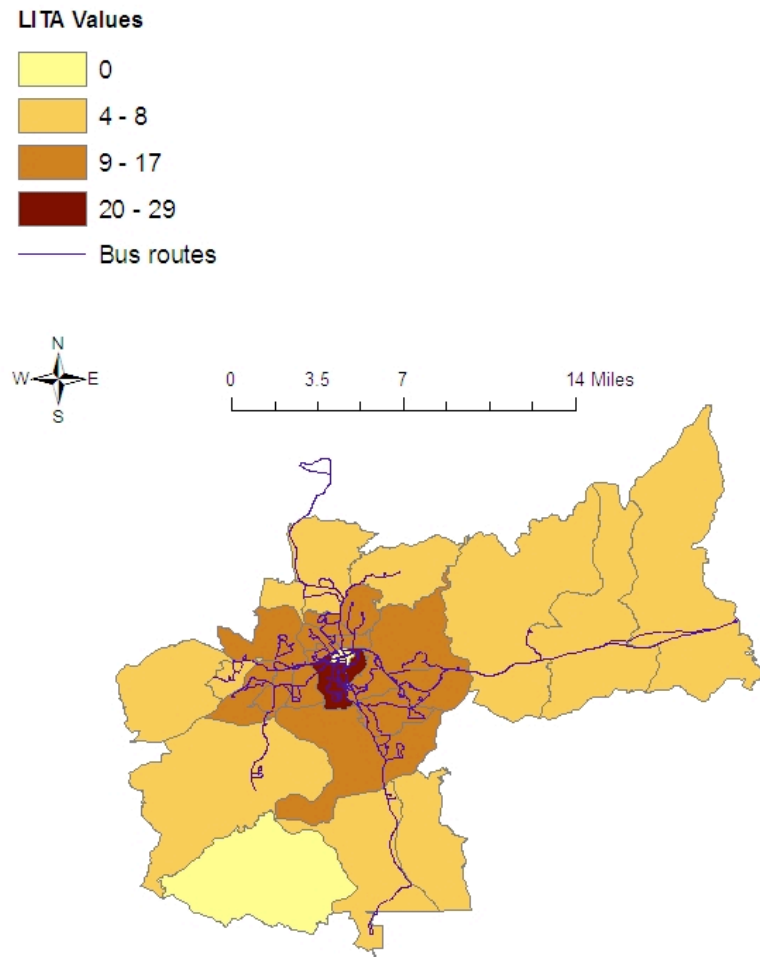 LITA Values
0
4 - 8
9 - 17
20 - 29
Bus routes
N
W E
S
0 3.5 7 14 Miles